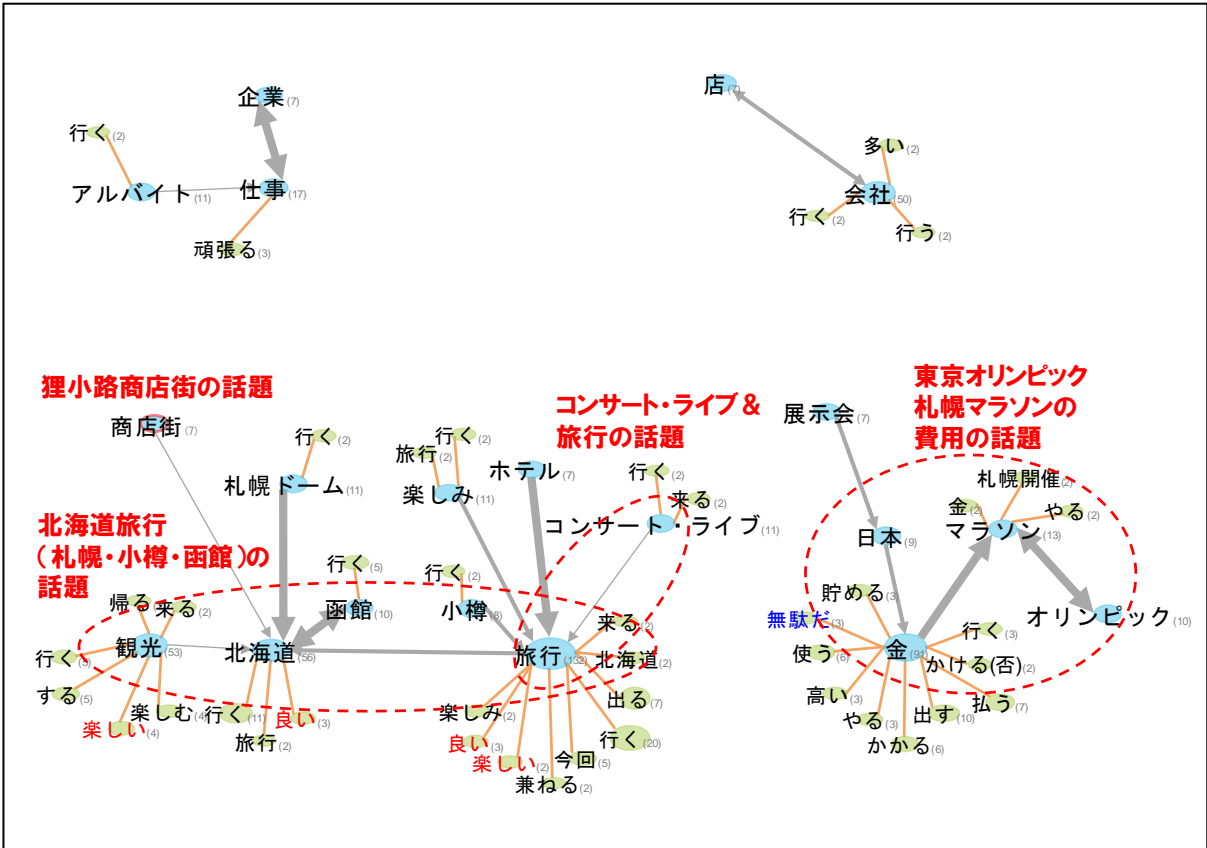 企業(7)
行く(2)
アルバイト(11)
仕事(17)
頑張る(3)
店(7)
多い(2)
会社(50)
行く(2)
行う(2)
狸小路商店街の話題
商店街(7)
行く(2)
札幌ドーム(11)
行く(2)
旅行(2)
楽しみ(11)
ホテル(7)
コンサート・ライブ&
旅行の話題
行く(2)
来る(2)
コンサート・ライブ(11)
北海道旅行
(札幌・小樽・函館)の
話題
行く(5)
函館(10)
行く(2)
小樽(8)
帰る
来る(2)
観光(53)
行く
する(5)
楽しい(4)
楽しむ(4)
北海道(56)
行く(11)
旅行(2)
良い(3)
旅行(132)
来る(2)
北海道(2)
出る(7)
行く(20)
今回(5)
兼ねる(2)
楽しい(2)
良い(3)
楽しみ(2)
東京オリンピック
札幌マラソンの
費用の話題
展示会(7)
日本(9)
札幌開催(2)
金(2)
やる(2)
マラソン(13)
オリンピック(10)
貯める(3)
無駄だ(3)
使う(6)
高い(3)
やる(3)
かかる(6)
出す(10)
払う(7)
かける(否)(2)
行く(3)
金(91)